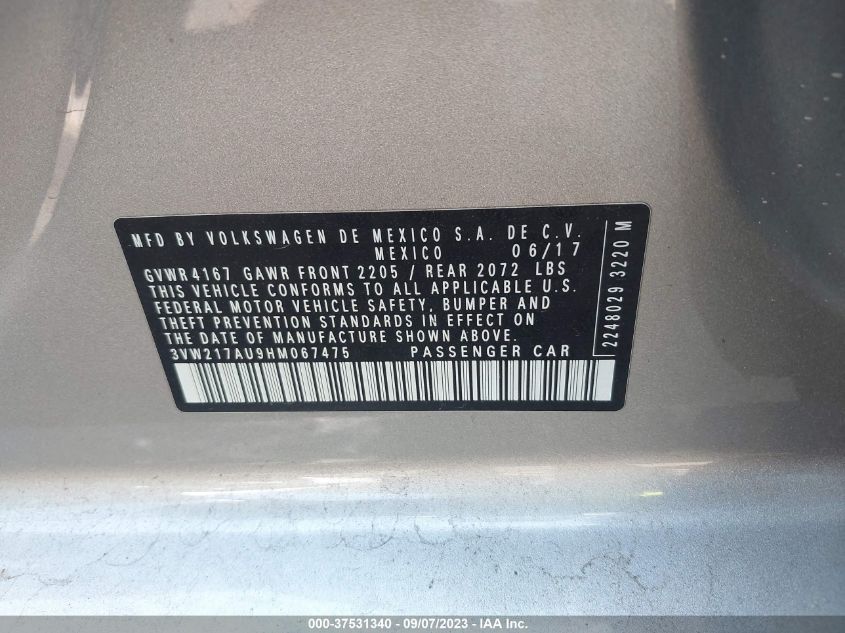 MFD BY VOLKSWAGEN DE MEXICO S.A. DE C.V.
MEXICO 06/17
GVWR 4167 GAWR FRONT 2205 / REAR 2072 LBS
THIS VEHICLE CONFORMS TO ALL APPLICABLE U.S.
FEDERAL MOTOR VEHICLE SAFETY, BUMPER AND
THEFT PREVENTION STANDARDS IN EFFECT ON
THE DATE OF MANUFACTURE SHOWN ABOVE.
3VW217AU9HM067475 PASSENGER CAR
2248029 3220 M
000-37531340 - 09/07/2023 - © IAA Inc.